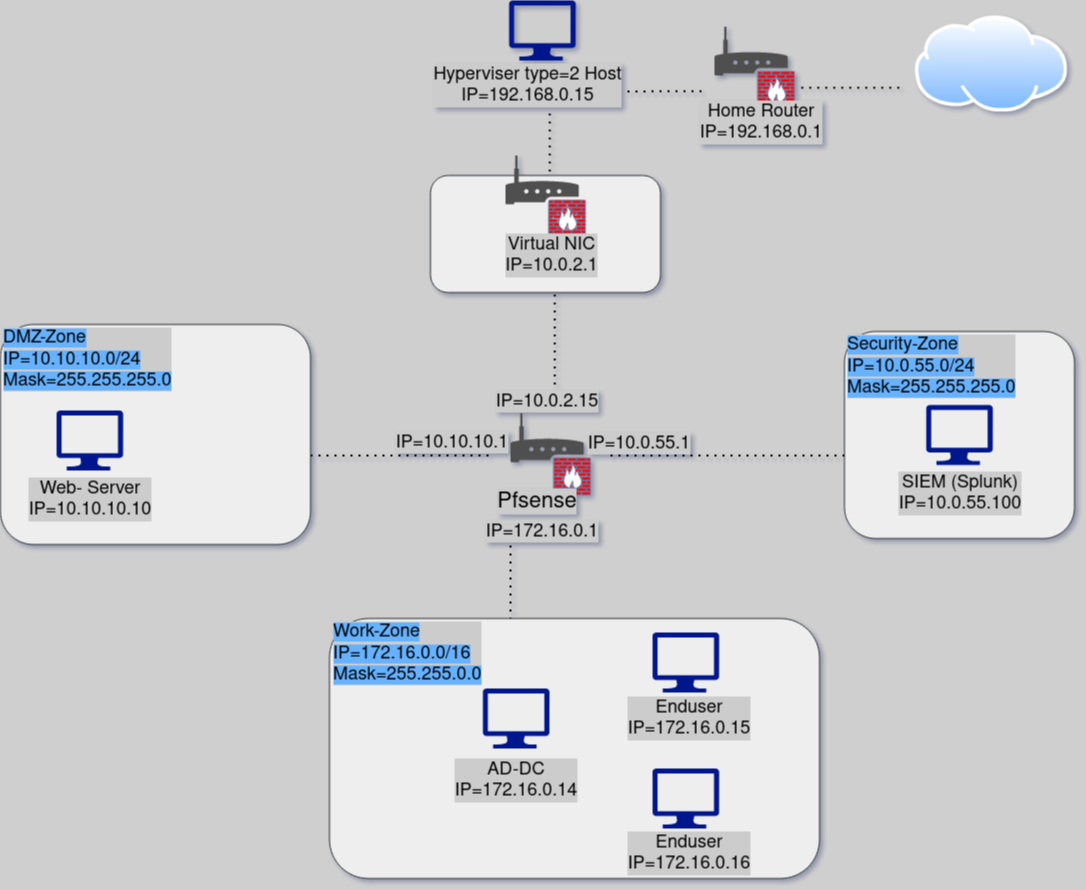 Hyperviser type=2 Host
IP=192.168.0.15
Home Router
IP=192.168.0.1
Virtual NIC
IP=10.0.2.1
DMZ-Zone
IP=10.10.10.0/24
Mask=255.255.255.0
Web- Server
IP=10.10.10.10
IP=10.0.2.15
IP=10.10.10.1
IP=10.0.55.1
Pfsense
IP=172.16.0.1
Security-Zone
IP=10.0.55.0/24
Mask=255.255.255.0
SIEM (Splunk)
IP=10.0.55.100
Work-Zone
IP=172.16.0.0/16
Mask=255.255.0.0
AD-DC
IP=172.16.0.14
Enduser
IP=172.16.0.15
Enduser
IP=172.16.0.16